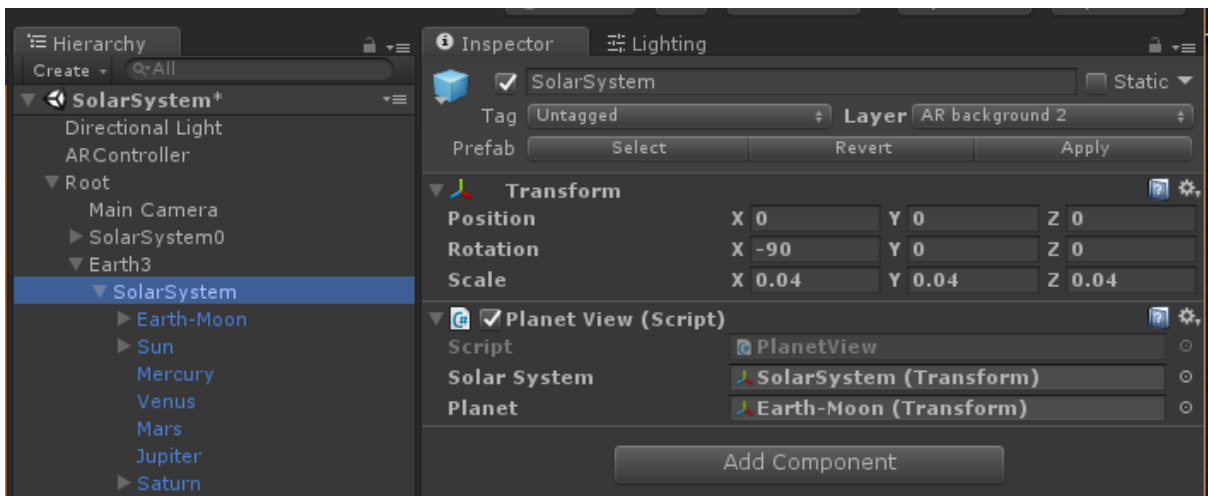 Hierarchy
Create All
SolarSystem*
Directional Light
ARController
Root
Main Camera
SolarSystem0
Earth3
SolarSystem
Earth-Moon
Sun
Mercury
Venus
Mars
Jupiter
Saturn
Inspector Lighting
SolarSystem Static
Tag Untagged Layer AR background 2
Prefab Select Revert Apply
Transform
Position X 0 Y 0 Z 0
Rotation X -90 Y 0 Z 0
Scale X 0.04 Y 0.04 Z 0.04
Planet View (Script)
Script PlanetView
Solar System SolarSystem (Transform)
Planet Earth-Moon (Transform)
Add Component